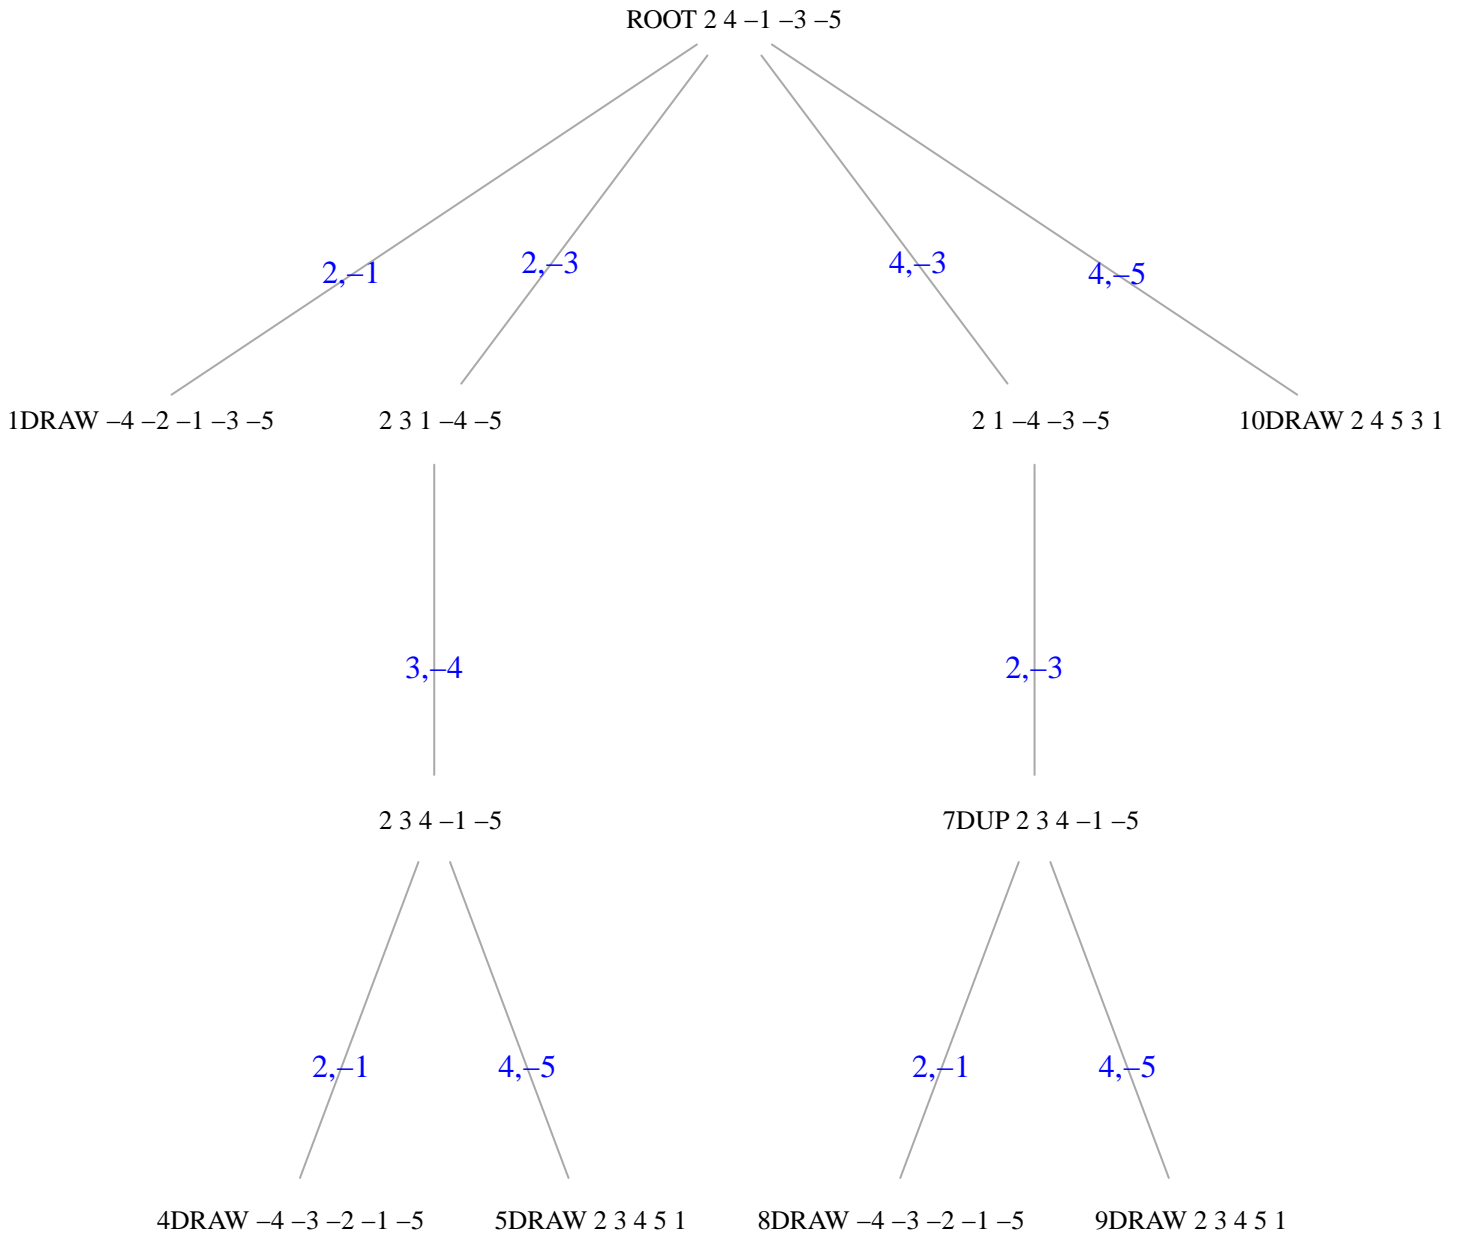 ROOT 2 4 –1 –3 –5
2,–1
2,–3
4,–3
4,–5
1DRAW –4 –2 –1 –3 –5
2 3 1 –4 –5
2 1 –4 –3 –5
10DRAW 2 4 5 3 1
3,–4
2,–3
2 3 4 –1 –5
7DUP 2 3 4 –1 –5
2,–1
4,–5
2,–1
4,–5
4DRAW –4 –3 –2 –1 –5
5DRAW 2 3 4 5 1
8DRAW –4 –3 –2 –1 –5
9DRAW 2 3 4 5 1